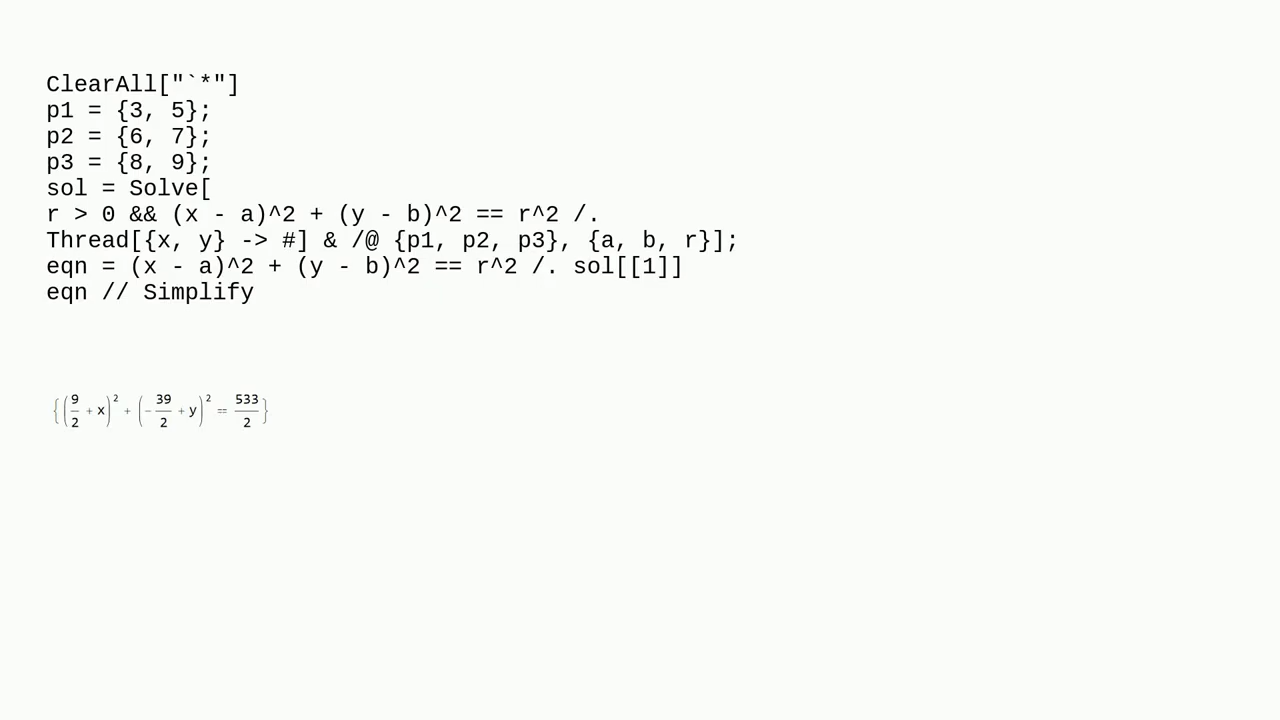 ClearAll["`*"]
p1 = {3, 5};
p2 = {6, 7};
p3 = {8, 9};
sol = Solve[
r > 0 && (x - a)^2 + (y - b)^2 == r^2 /.
Thread[{x, y} -> #] & /@ {p1, p2, p3}, {a, b, r}];
eqn = (x - a)^2 + (y - b)^2 == r^2 /. sol[[1]]
eqn // Simplify
{(9/2 + x)^2 + (-39/2 + y)^2 == 533/2}